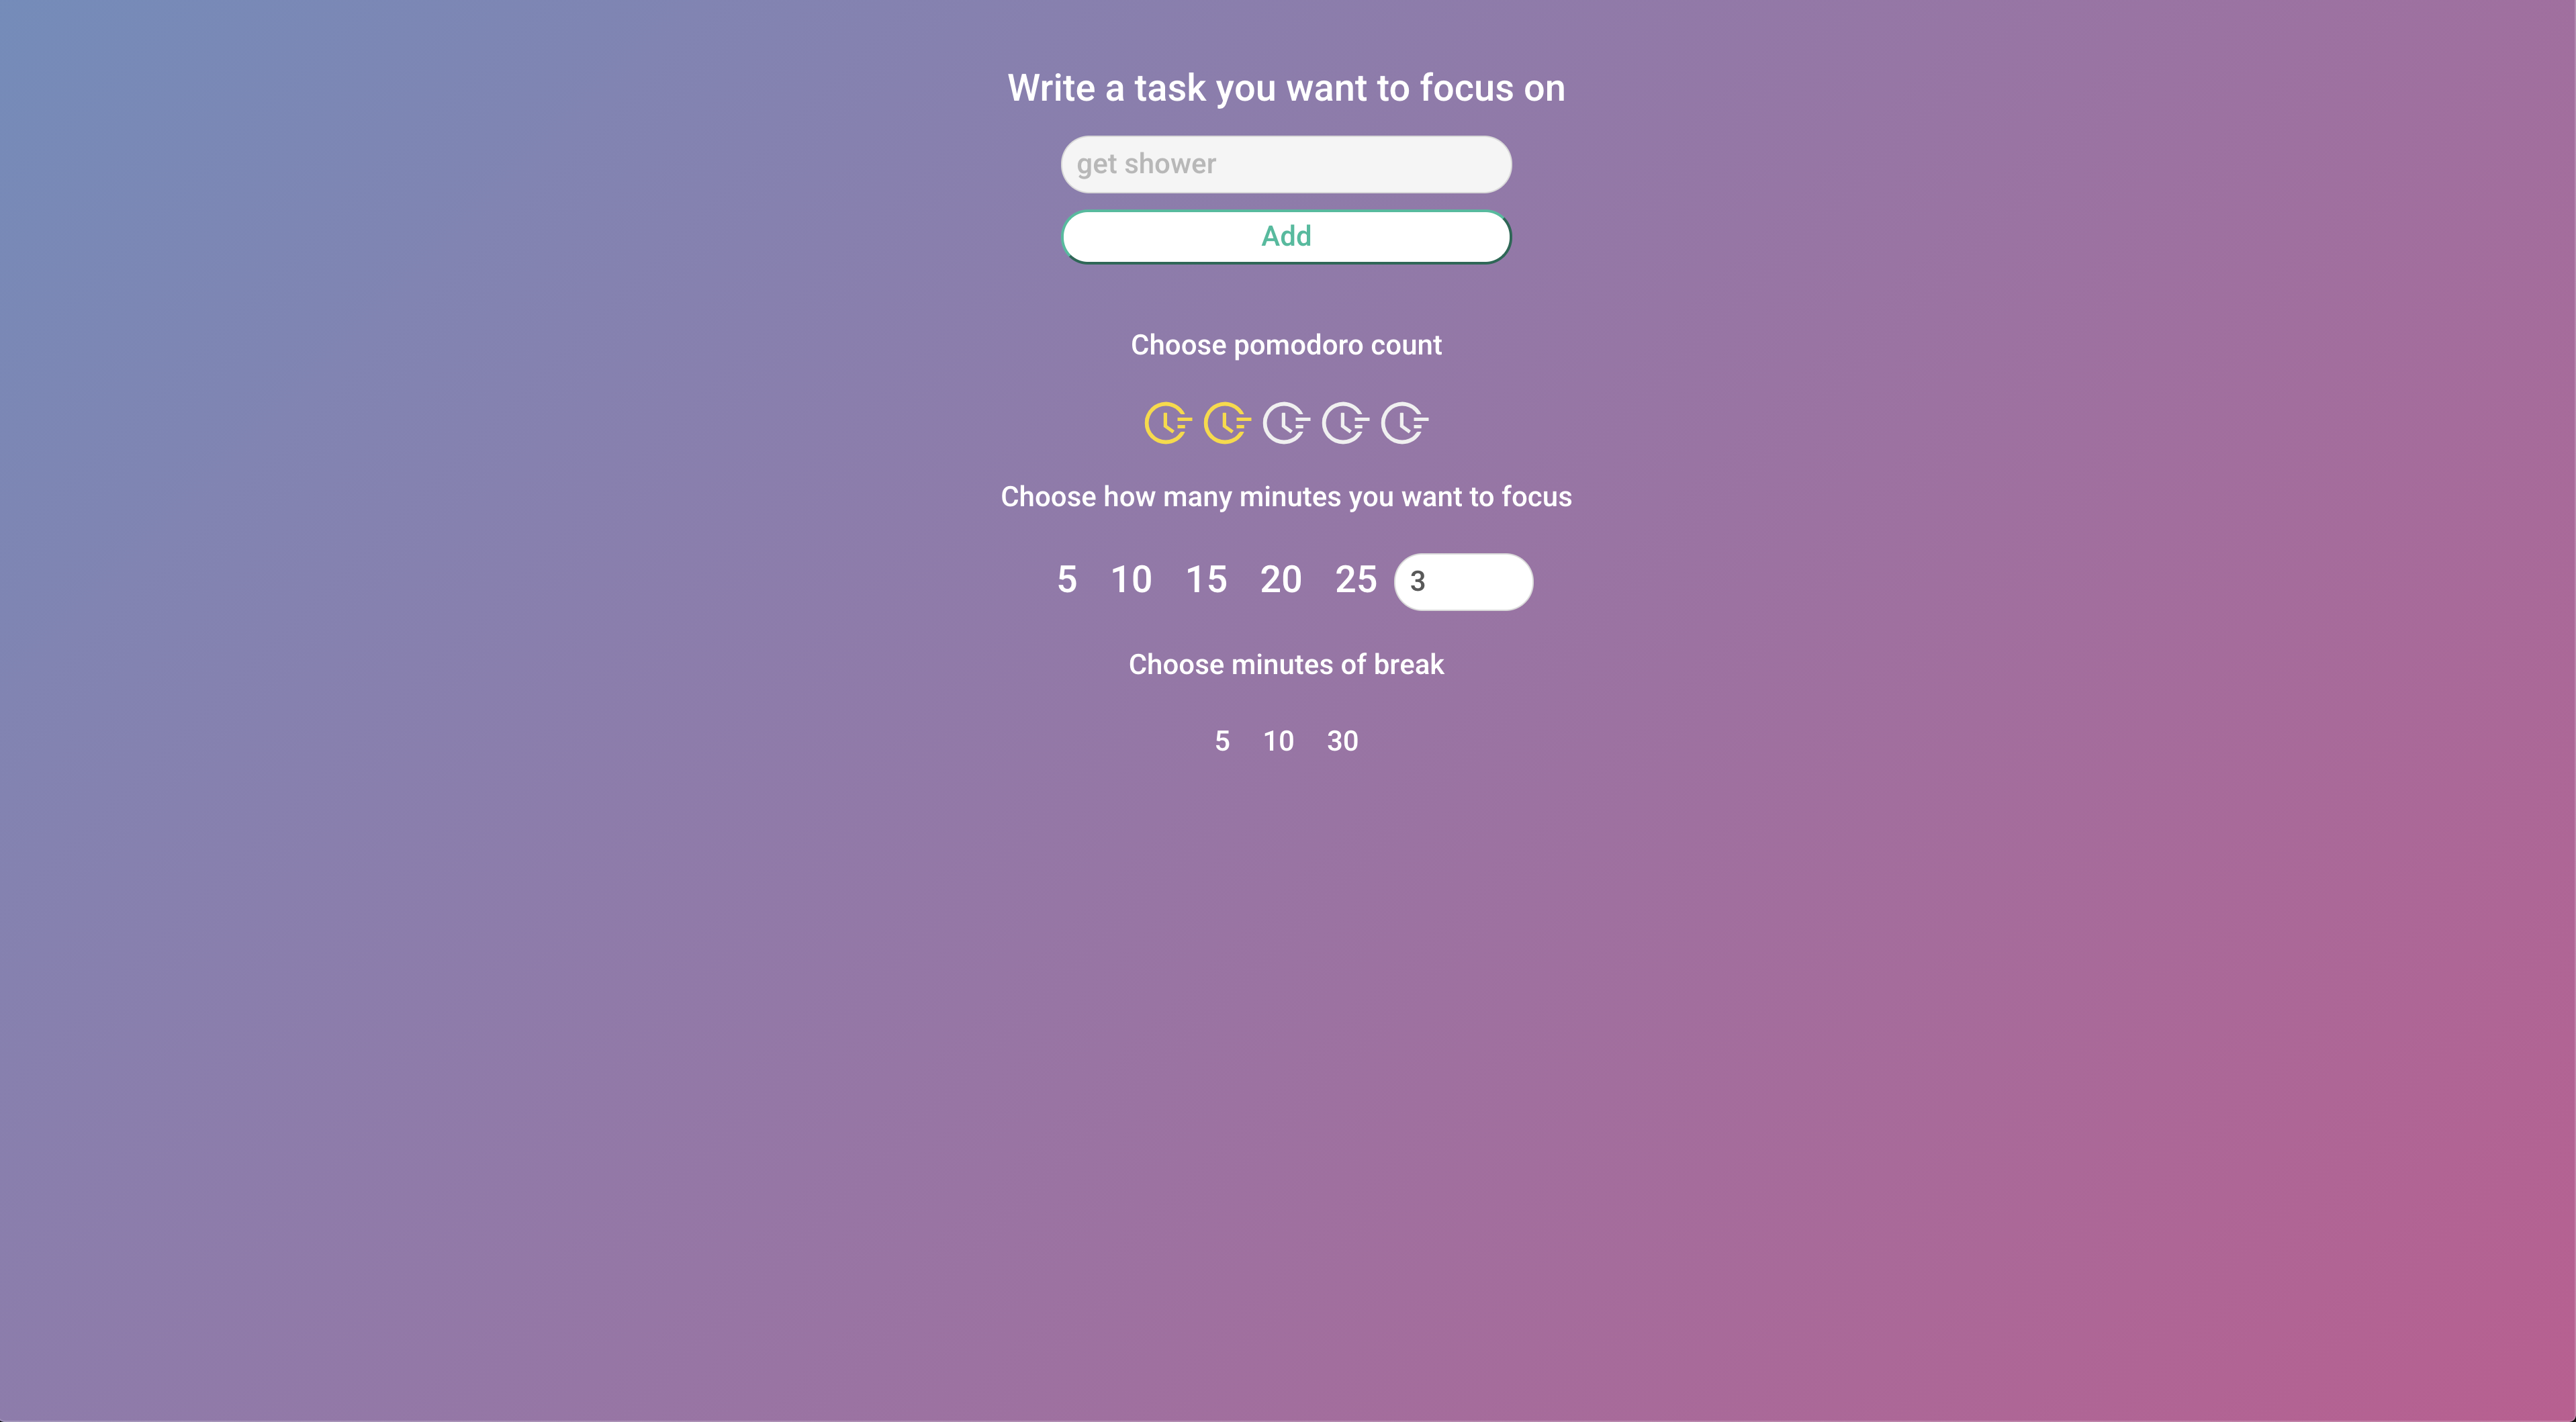 Write a task you want to focus on
get shower
Add
Choose pomodoro count
Choose how many minutes you want to focus
5 10 15 20 25 3
Choose minutes of break
5 10 30